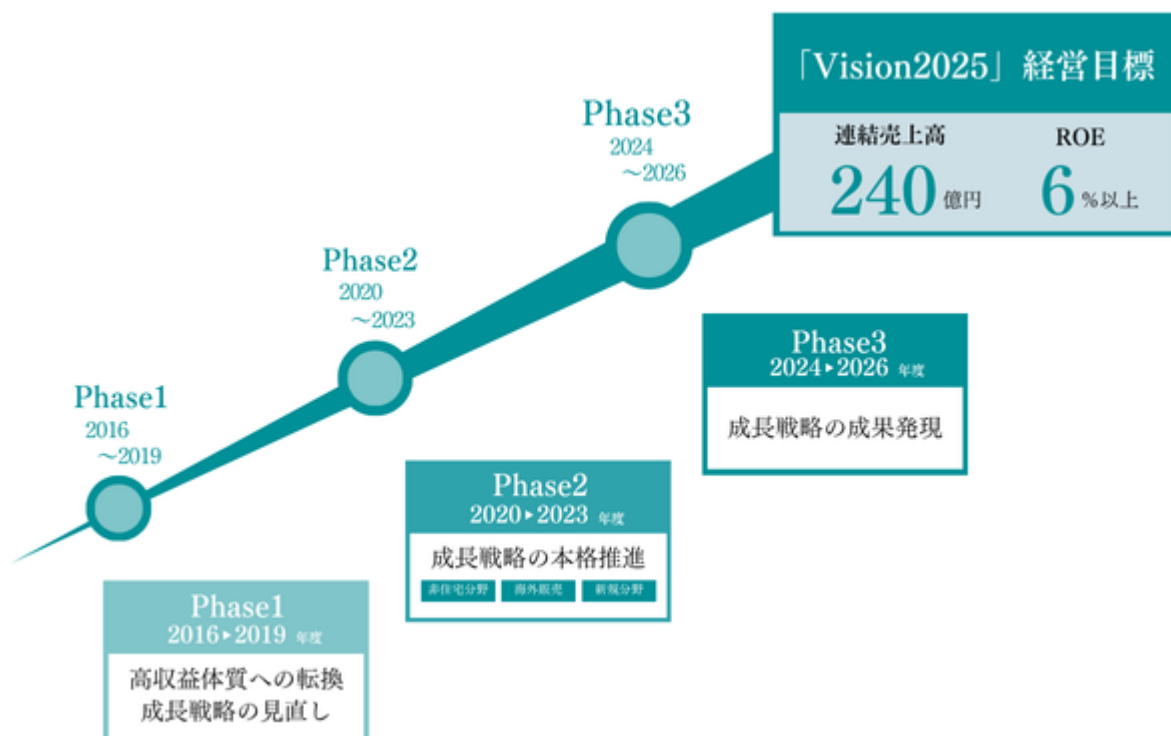 「Vision2025」経営目標
連結売上高
240億円
ROE
6%以上
Phase3
2024
～2026
Phase2
2020
～2023
Phase1
2016
～2019
Phase3
2024▸2026 年度
成長戦略の成果発現
Phase2
2020▸2023 年度
成長戦略の本格推進
非住宅分野 海外販売 新規分野
Phase1
2016▸2019 年度
高収益体質への転換
成長戦略の見直し